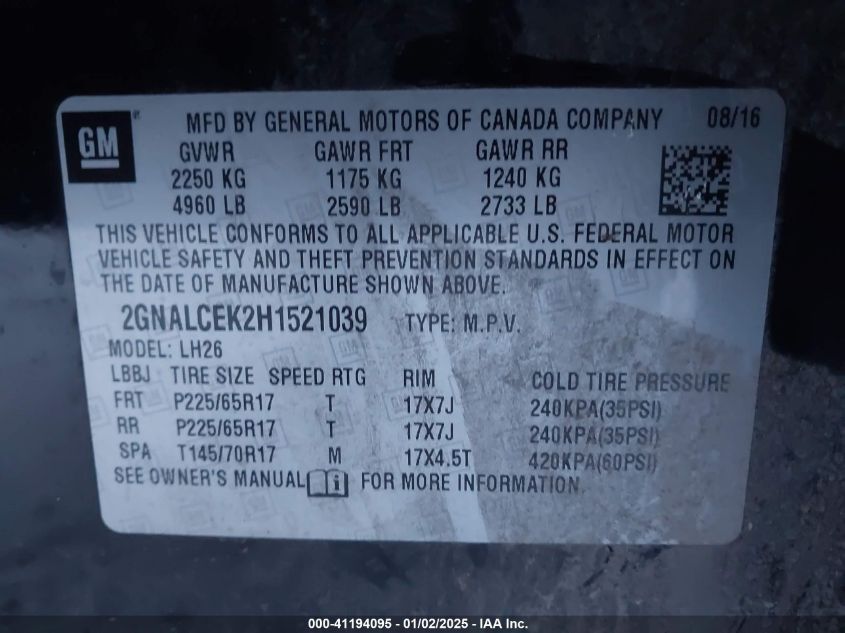 GM
MFD BY GENERAL MOTORS OF CANADA COMPANY 08/16
GVWR GAWR FRT GAWR RR
2250 KG 1175 KG 1240 KG
4960 LB 2590 LB 2733 LB
THIS VEHICLE CONFORMS TO ALL APPLICABLE U.S. FEDERAL MOTOR
VEHICLE SAFETY AND THEFT PREVENTION STANDARDS IN EFFECT ON
THE DATE OF MANUFACTURE SHOWN ABOVE.
2GNALCEK2H1521039 TYPE: M.P.V.
MODEL: LH26
LBBJ TIRE SIZE SPEED RTG RIM COLD TIRE PRESSURE
FRT P225/65R17 T 17X7J 240KPA(35PSI)
RR P225/65R17 T 17X7J 240KPA(35PSI)
SPA T145/70R17 M 17X4.5T 420KPA(60PSI)
SEE OWNER'S MANUAL i FOR MORE INFORMATION.
000-41194095 - 01/02/2025 - IAA Inc.